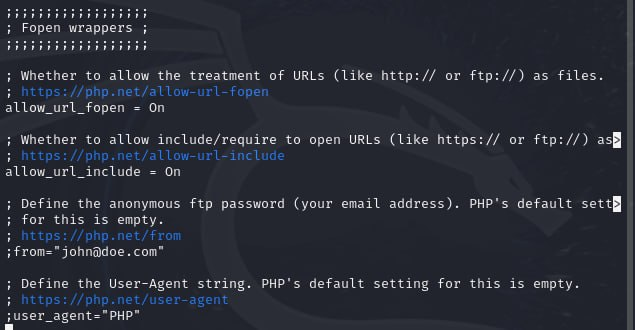 ;;;;;;;;;;;;;;;;;;
; Fopen wrappers ;
;;;;;;;;;;;;;;;;;;
; Whether to allow the treatment of URLs (like http:// or ftp://) as files.
; https://php.net/allow-url-fopen
allow_url_fopen = On
; Whether to allow include/require to open URLs (like https:// or ftp://) as>
; https://php.net/allow-url-include
allow_url_include = On
; Define the anonymous ftp password (your email address). PHP's default sett>
; for this is empty.
; https://php.net/from
;from="john@doe.com"
; Define the User-Agent string. PHP's default setting for this is empty.
; https://php.net/user-agent
;user_agent="PHP"